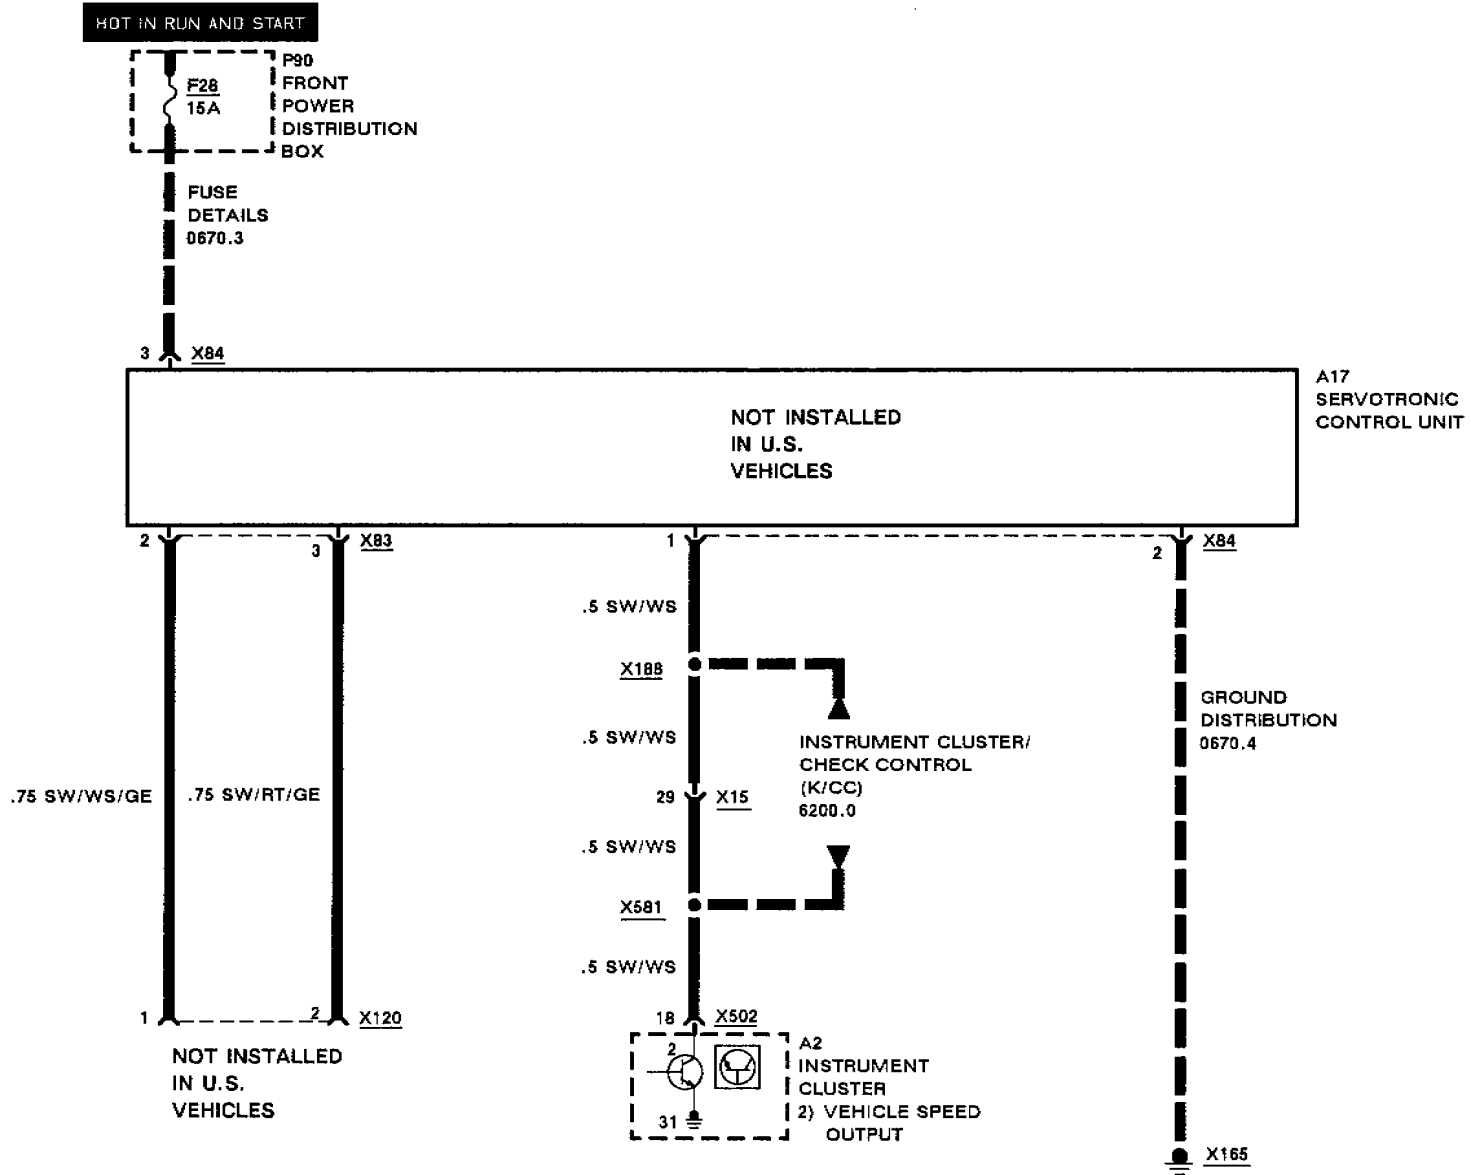 HOT IN RUN AND START
P90
FRONT
POWER
DISTRIBUTION
BOX
F28
15A
FUSE
DETAILS
0670.3
3
X84
A17
SERVOTRONIC
CONTROL UNIT
NOT INSTALLED
IN U.S.
VEHICLES
2
3
X83
1
2
X84
.5 SW/WS
X188
.5 SW/WS
INSTRUMENT CLUSTER/
CHECK CONTROL
(K/CC)
6200.0
GROUND
DISTRIBUTION
0670.4
.75 SW/WS/GE
.75 SW/RT/GE
29
X15
.5 SW/WS
X581
.5 SW/WS
1
2
X120
18
X502
NOT INSTALLED
IN U.S.
VEHICLES
2
31
A2
INSTRUMENT
CLUSTER
2) VEHICLE SPEED
OUTPUT
X165